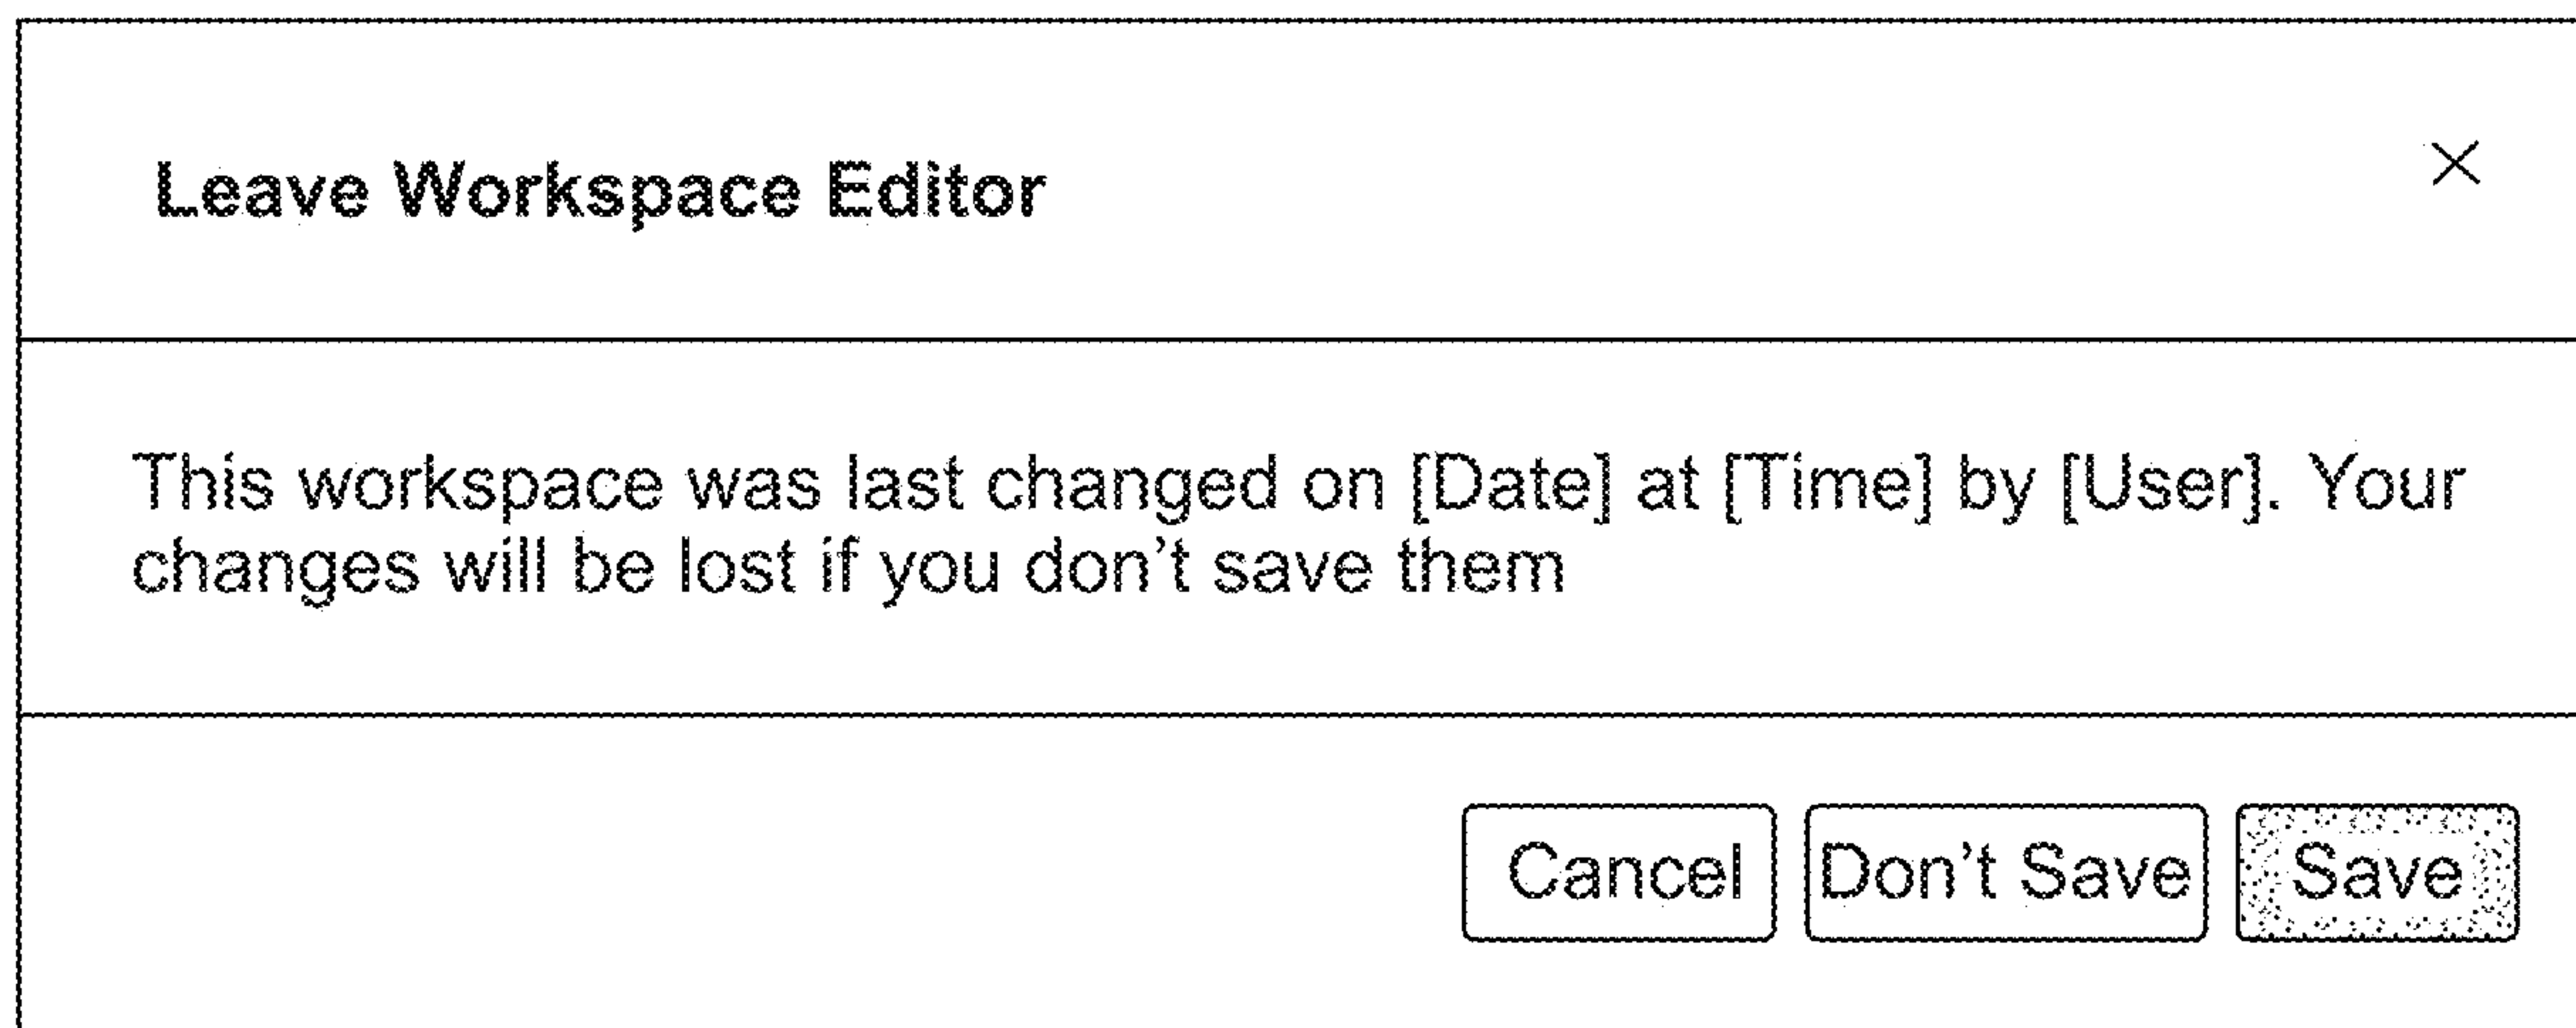 Leave Workspace Editor
This workspace was last changed on [Date] at [Time] by [User]. Your
changes will be lost if you don’t save them
Cancel Don’t Save Save